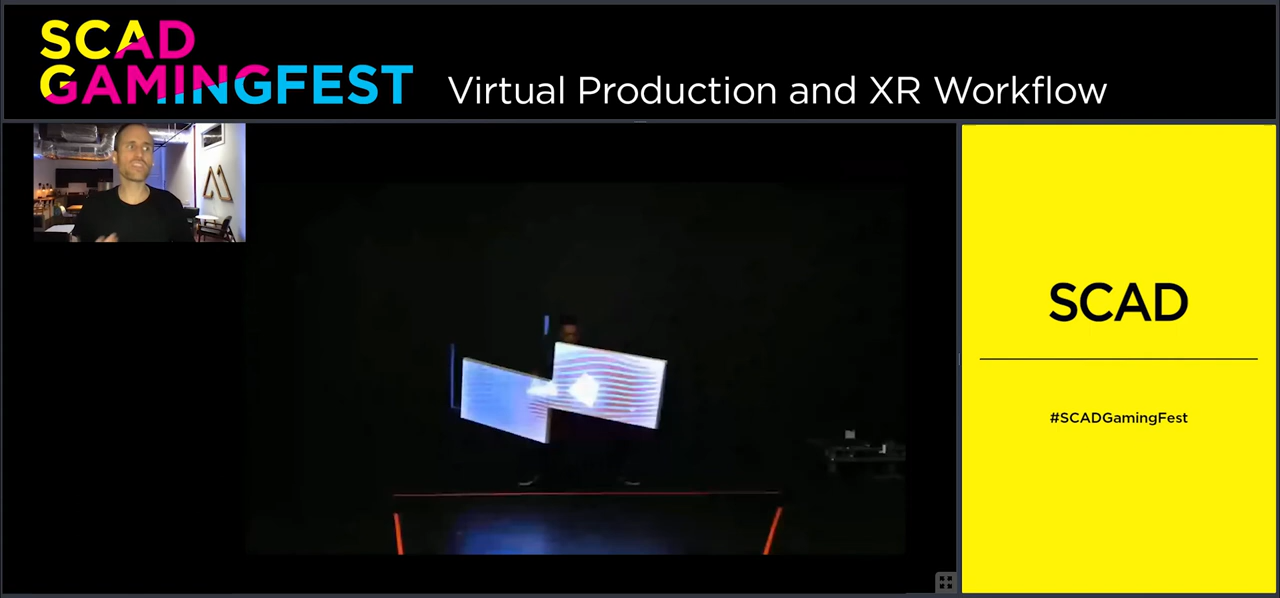 SCAD
GAMINGFEST
Virtual Production and XR Workflow
SCAD
#SCADGamingFest